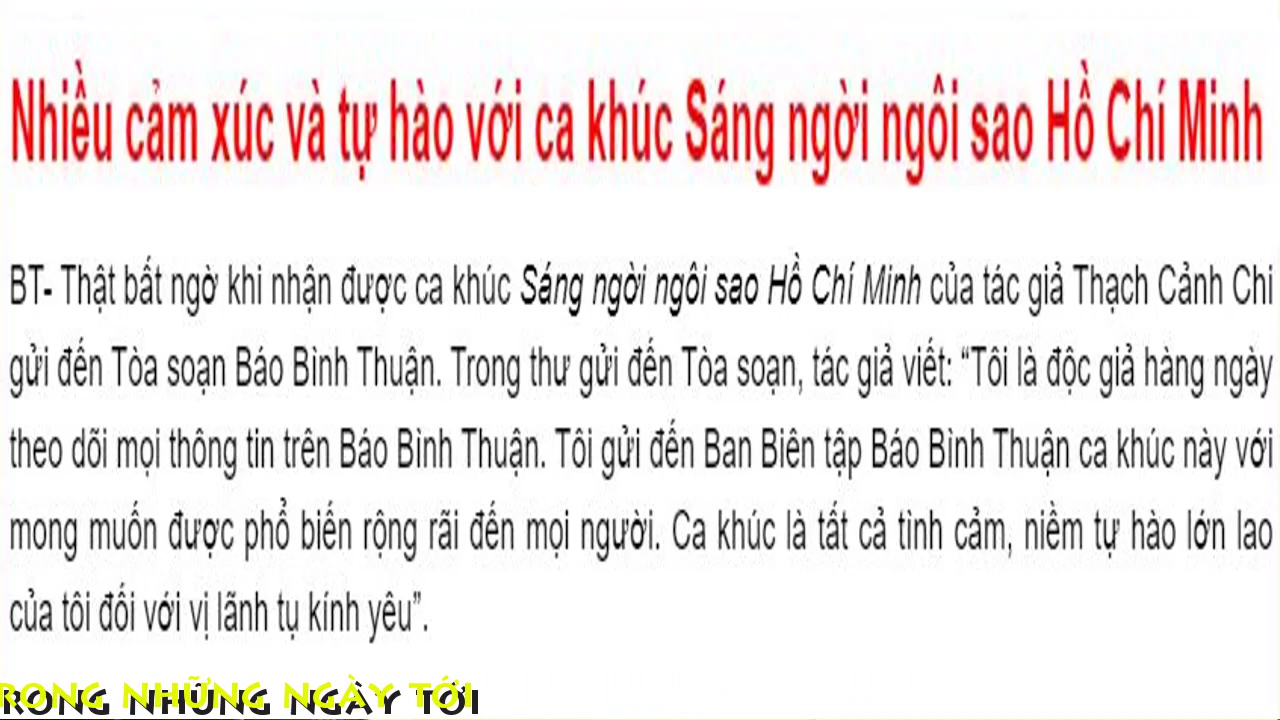 Nhiều cảm xúc và tự hào với ca khúc Sáng ngời ngôi sao Hồ Chí Minh
BT- Thật bất ngờ khi nhận được ca khúc Sáng ngời ngôi sao Hồ Chí Minh của tác giả Thạch Cảnh Chi
gửi đến Tòa soạn Báo Bình Thuận. Trong thư gửi đến Tòa soạn, tác giả viết: “Tôi là độc giả hàng ngày
theo dõi mọi thông tin trên Báo Bình Thuận. Tôi gửi đến Ban Biên tập Báo Bình Thuận ca khúc này với
mong muốn được phổ biến rộng rãi đến mọi người. Ca khúc là tất cả tình cảm, niềm tự hào lớn lao
của tôi đối với vị lãnh tụ kính yêu”.
RONG NHỮNG NGÀY TỚI